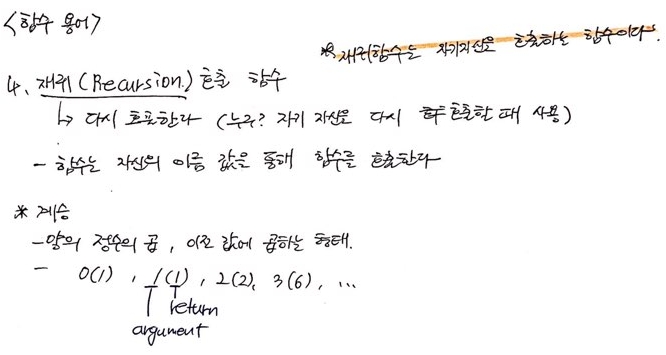 <함수 용어>
* 재귀함수는 자기자신을 호출하는 함수이다.
4. 재귀(Recursion) 호출 함수
↳ 다시 호출한다 (누구? 자기 자신을 다시 호출할 때 사용)
- 함수는 자신의 이름 값을 통해 함수를 호출한다
* 계승
- 양의 정수의 곱, 이전 값에 곱하는 형태.
- 0(1), 1(1), 2(2), 3(6), ...
return
argument